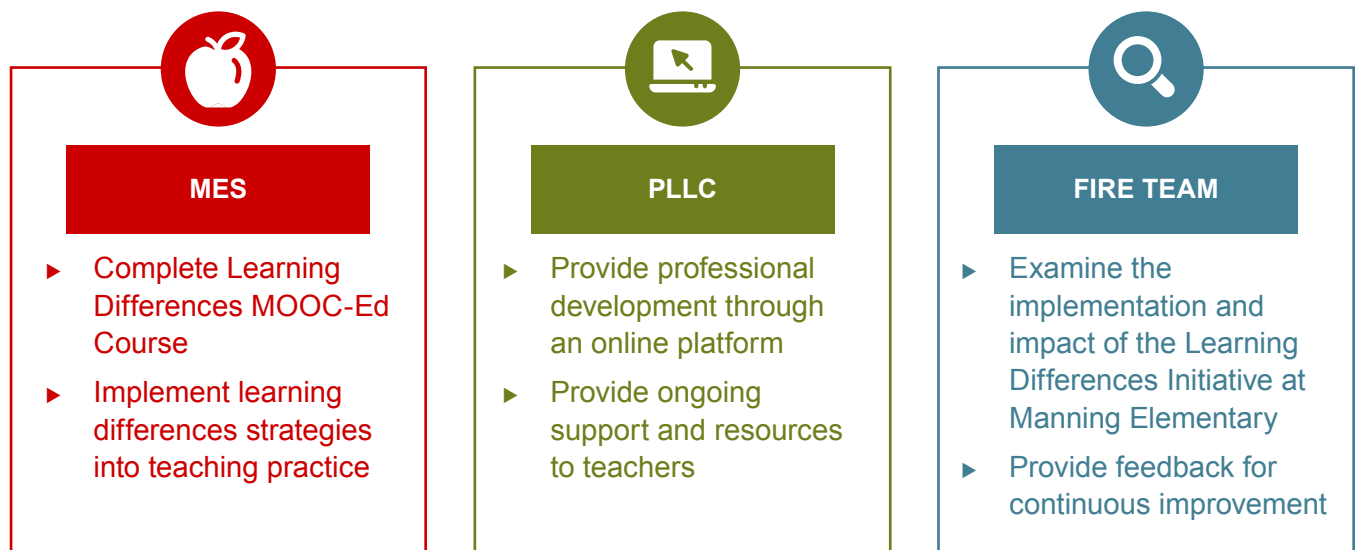 MES
Complete Learning
Differences MOOC-Ed
Course
Implement learning
differences strategies
into teaching practice
PLLC
Provide professional
development through
an online platform
Provide ongoing
support and resources
to teachers
FIRE TEAM
Examine the
implementation and
impact of the Learning
Differences Initiative at
Manning Elementary
Provide feedback for
continuous improvement